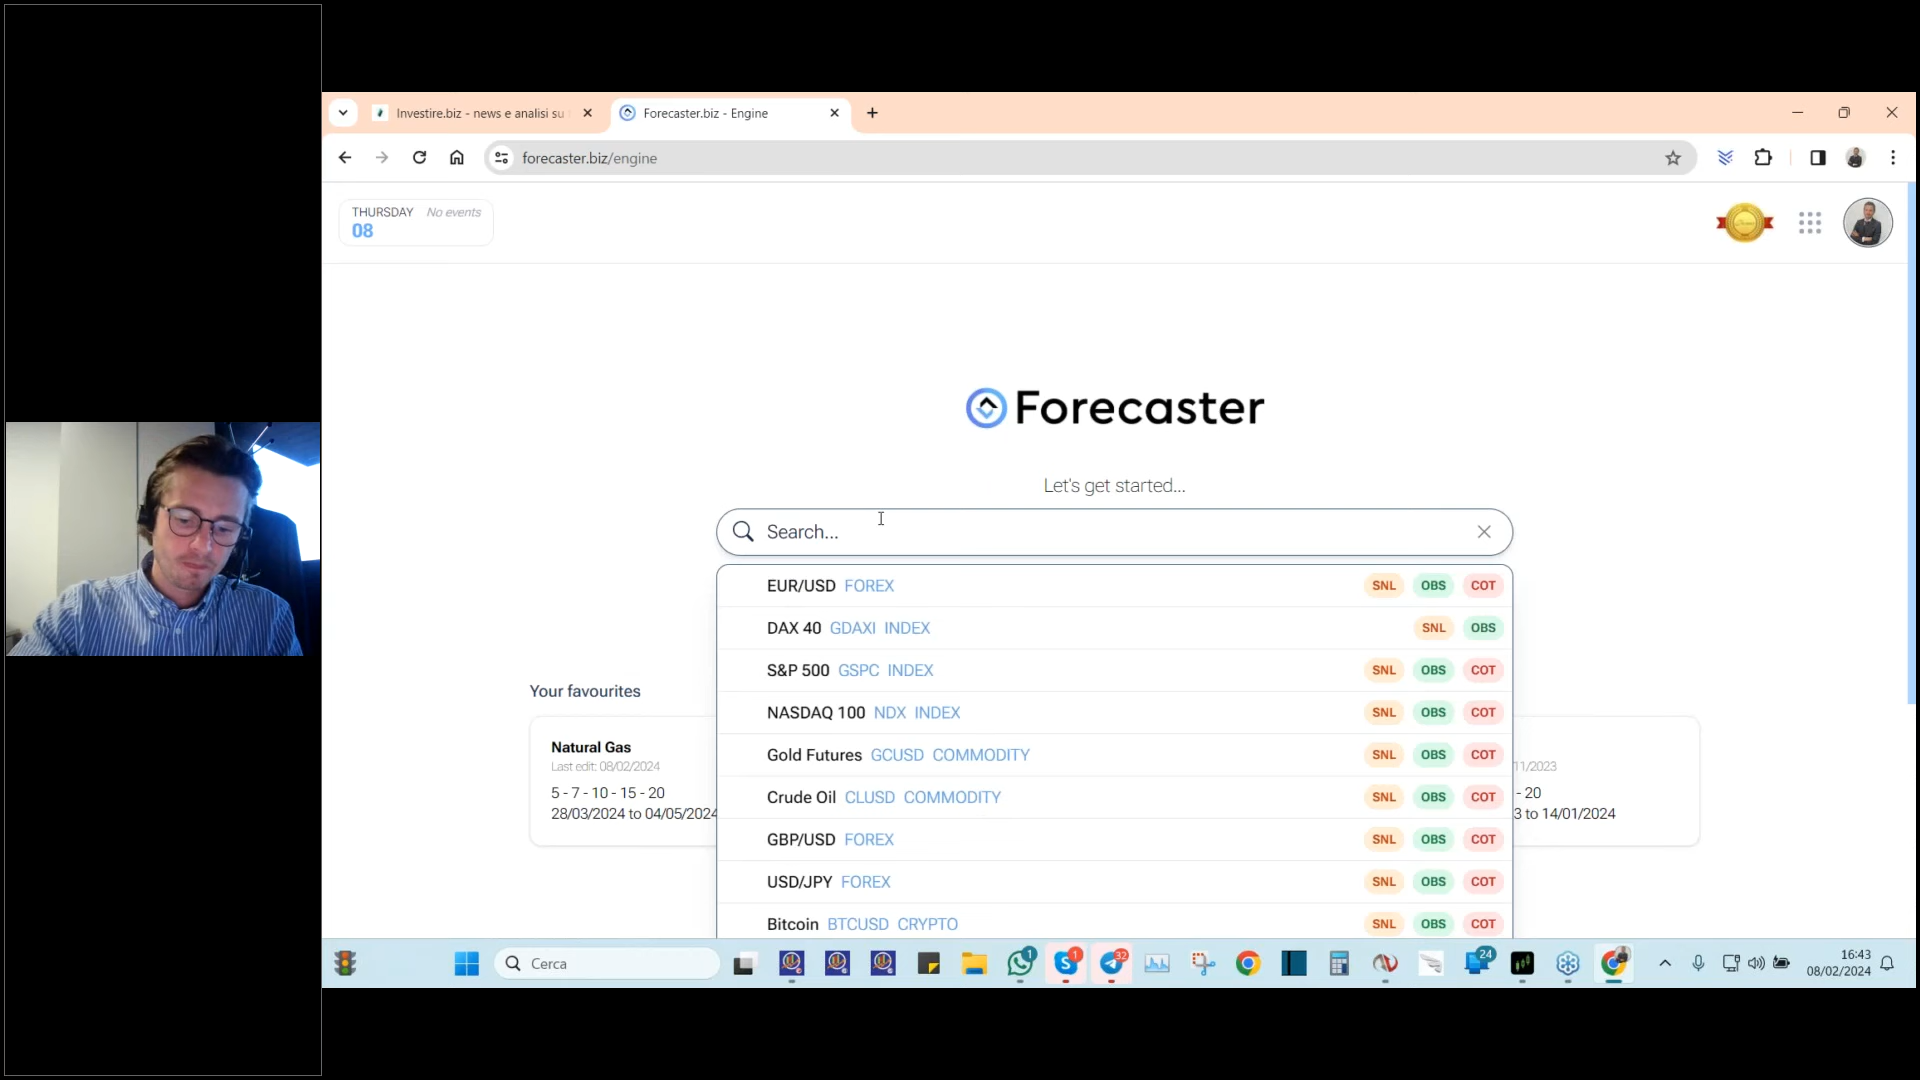 Investire.biz - news e analisi su
Forecaster.biz - Engine
forecaster.biz/engine
THURSDAY No events
08
Forecaster
Let's get started...
Search...
EUR/USD FOREX SNL OBS COT
DAX 40 GDAXI INDEX SNL OBS
S&P 500 GSPC INDEX SNL OBS COT
NASDAQ 100 NDX INDEX SNL OBS COT
Gold Futures GCUSD COMMODITY SNL OBS COT
Crude Oil CLUSD COMMODITY SNL OBS COT
GBP/USD FOREX SNL OBS COT
USD/JPY FOREX SNL OBS COT
Bitcoin BTCUSD CRYPTO SNL OBS COT
Your favourites
Natural Gas
Last edit: 08/02/2024
5 - 7 - 10 - 15 - 20
28/03/2024 to 04/05/2024
11/2023
- 20
3 to 14/01/2024
Cerca
1
1
32
24
16:43
08/02/2024